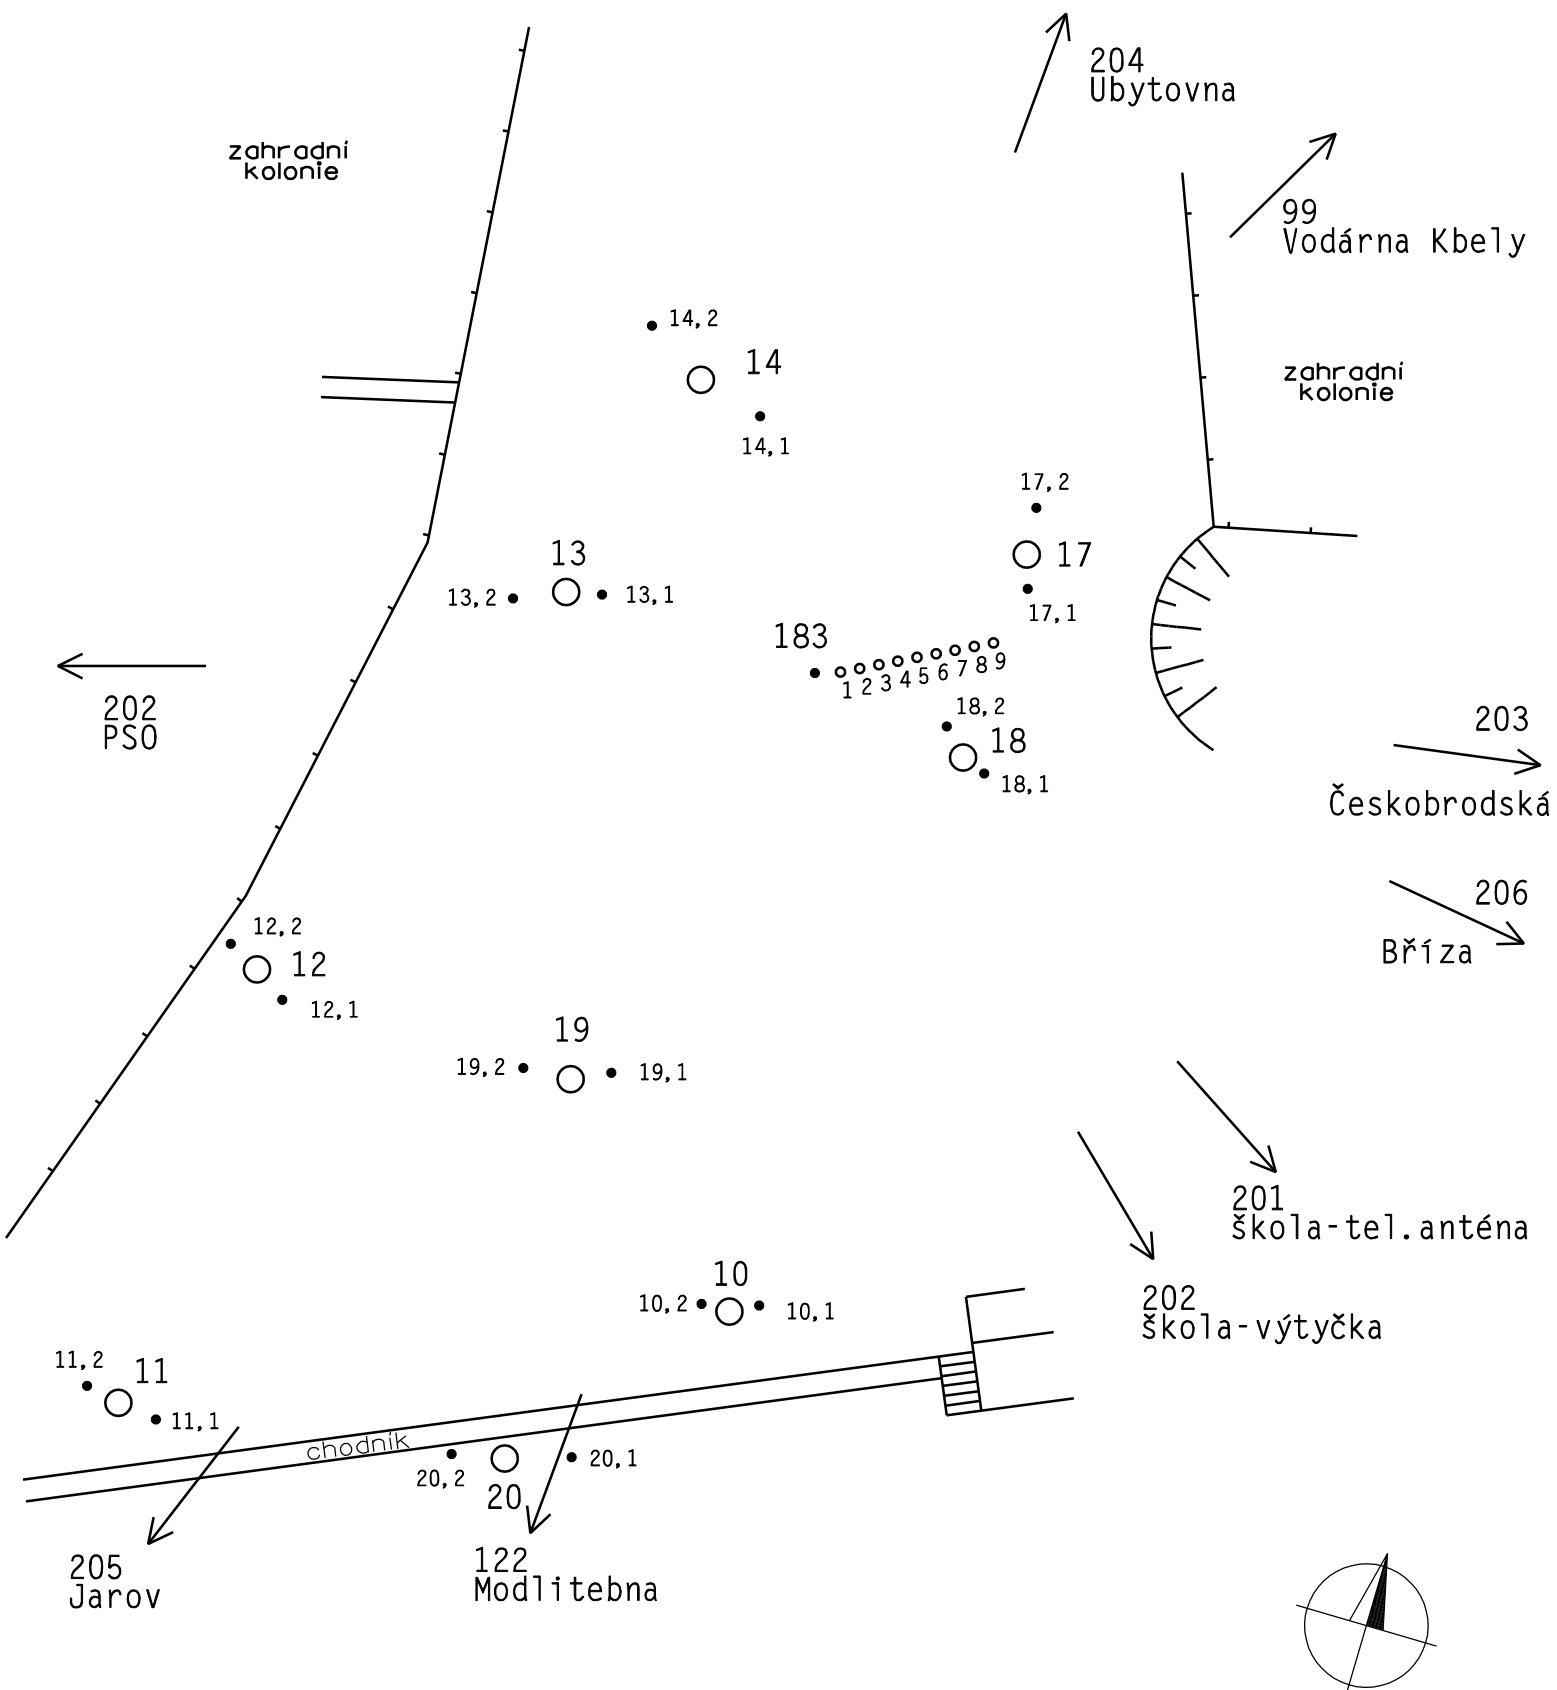 204
Ubytovna
zahradní
kolonie
99
Vodárna Kbely
14,2
14
zahradní
kolonie
14,1
17,2
13
17
13,2
13,1
17,1
183
1 2 3 4 5 6 7 8 9
202
PSO
18,2
18
203
18,1
Českobrodská
206
12,2
Bříza
12
12,1
19
19,2
19,1
201
škola-tel.anténa
10
202
škola-výtyčka
10,2
10,1
11,2
11
11,1
chodník
20,2
20
20,1
205
Jarov
122
Modlitebna